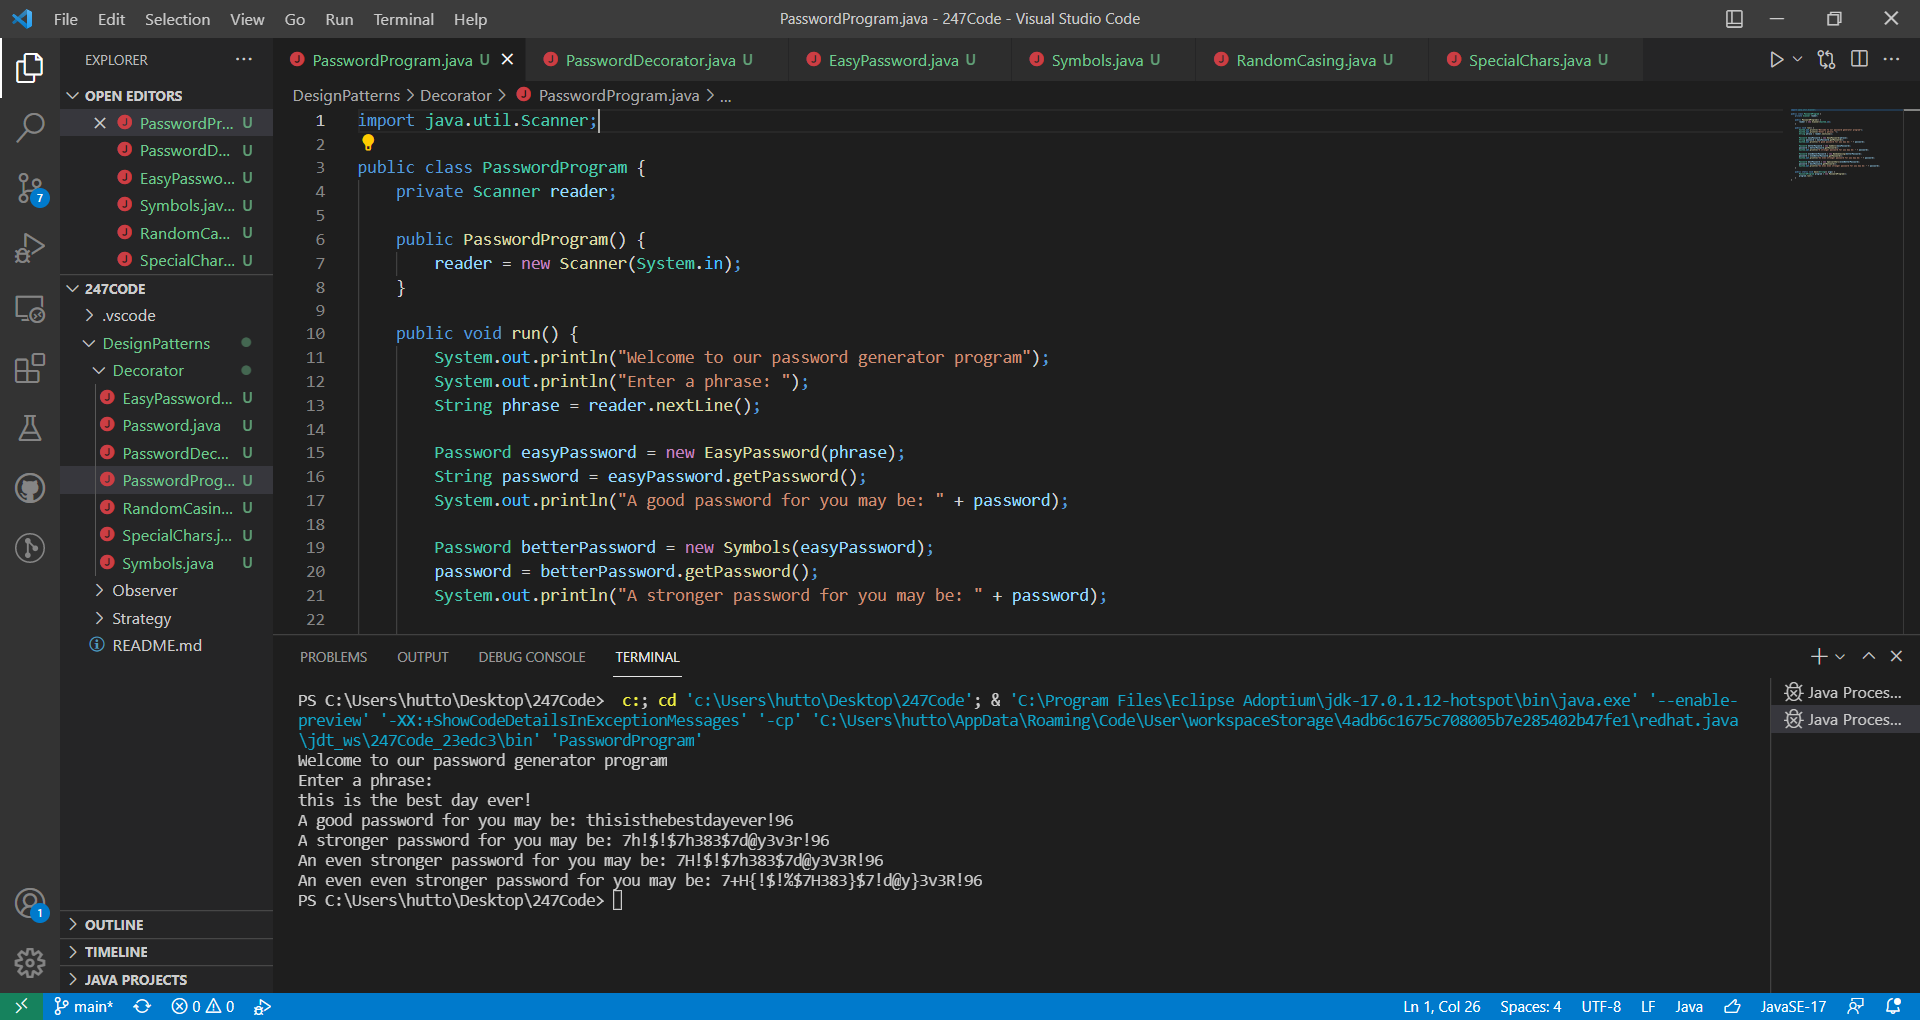 File Edit Selection View Go Run Terminal Help PasswordProgram.java - 247Code - Visual Studio Code
EXPLORER ...
PasswordProgram.java U PasswordDecorator.java U EasyPassword.java U Symbols.java U RandomCasing.java U SpecialChars.java U
OPEN EDITORS
PasswordPr... U
PasswordD... U
EasyPasswo... U
Symbols.jav... U
RandomCa... U
SpecialChar... U
247CODE
.vscode
DesignPatterns
Decorator
EasyPassword... U
Password.java U
PasswordDec... U
PasswordProg... U
RandomCasin... U
SpecialChars.j... U
Symbols.java U
Observer
Strategy
README.md
OUTLINE
TIMELINE
JAVA PROJECTS
7
1
DesignPatterns > Decorator > PasswordProgram.java > ...
1 import java.util.Scanner;
2
3 public class PasswordProgram {
4 private Scanner reader;
5
6 public PasswordProgram() {
7 reader = new Scanner(System.in);
8 }
9
10 public void run() {
11 System.out.println("Welcome to our password generator program");
12 System.out.println("Enter a phrase: ");
13 String phrase = reader.nextLine();
14
15 Password easyPassword = new EasyPassword(phrase);
16 String password = easyPassword.getPassword();
17 System.out.println("A good password for you may be: " + password);
18
19 Password betterPassword = new Symbols(easyPassword);
20 password = betterPassword.getPassword();
21 System.out.println("A stronger password for you may be: " + password);
22
PROBLEMS OUTPUT DEBUG CONSOLE TERMINAL
PS C:\Users\hutto\Desktop\247Code> c:; cd 'c:\Users\hutto\Desktop\247Code'; & 'C:\Program Files\Eclipse Adoptium\jdk-17.0.1.12-hotspot\bin\java.exe' '--enable-
preview' '-XX:+ShowCodeDetailsInExceptionMessages' '-cp' 'C:\Users\hutto\AppData\Roaming\Code\User\workspaceStorage\4adb6c1675c708005b7e285402b47fe1\redhat.java
\jdt_ws\247Code_23edc3\bin' 'PasswordProgram'
Welcome to our password generator program
Enter a phrase:
this is the best day ever!
A good password for you may be: thisisthebestdayever!96
A stronger password for you may be: 7h!$!$7h383$7d@y3v3r!96
An even stronger password for you may be: 7H!$!$7h383$7d@y3V3R!96
An even even stronger password for you may be: 7+H{!$!%$7H383}$7!d@y}3v3R!96
PS C:\Users\hutto\Desktop\247Code>
Java Proces...
Java Proces...
main* 0 0 Ln 1, Col 26 Spaces: 4 UTF-8 LF Java JavaSE-17